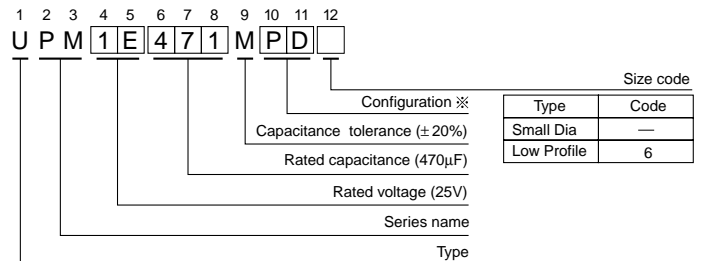 1 2 3 4 5 6 7 8 9 10 11 12
U P M 1 E 4 7 1 M P D
Size code
Configuration ※
Capacitance tolerance (±20%)
Rated capacitance (470μF)
Rated voltage (25V)
Series name
Type
Type Code
Small Dia —
Low Profile 6